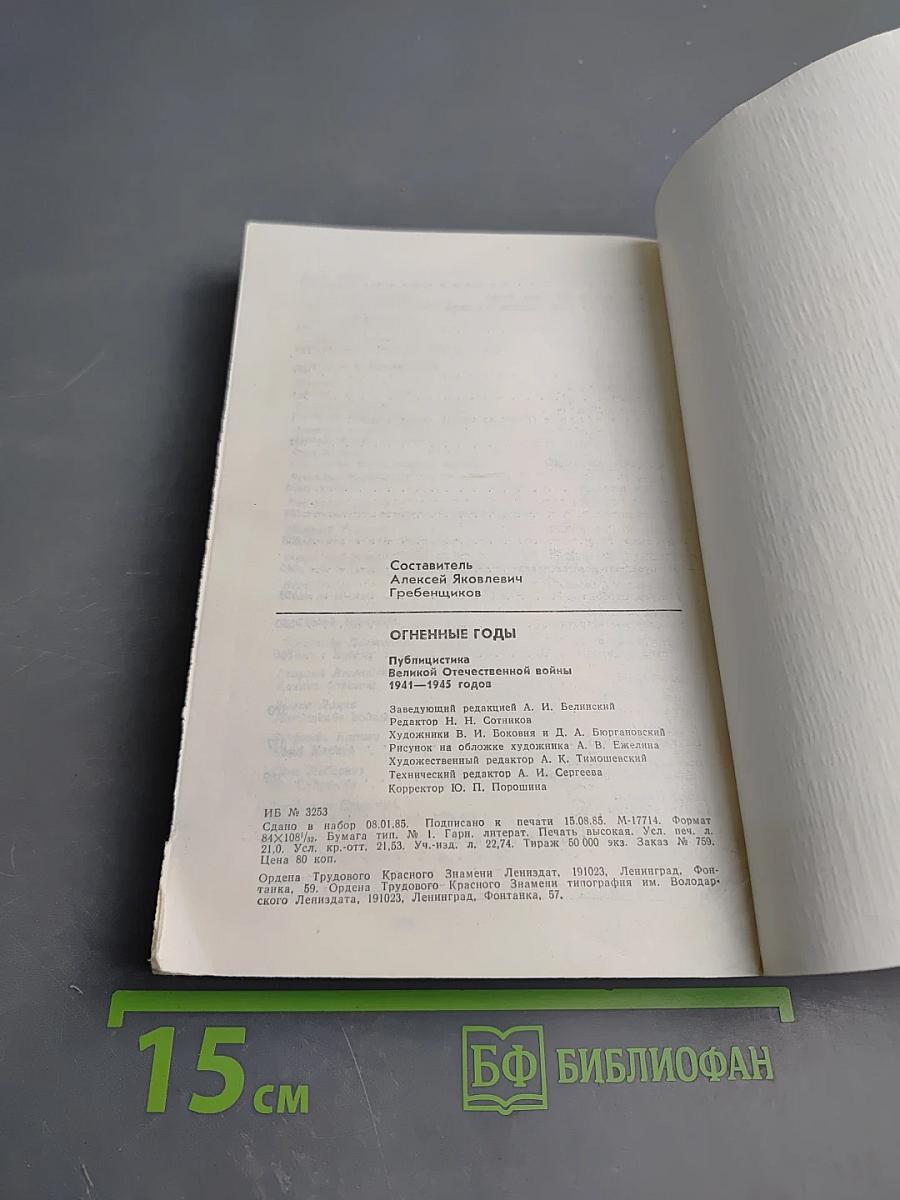 Составитель
Алексей Яковлевич
Гребенщиков
ОГНЕННЫЕ ГОДЫ
Публицистика
Великой Отечественной войны
1941—1945 годов
Заведующий редакцией А. И. Белинский
Редактор Н. Н. Сотников
Художники В. И. Боковня и Д. А. Бюргановский
Рисунок на обложке художника А. В. Ежелина
Художественный редактор А. К. Тимошевский
Технический редактор А. И. Сергеева
Корректор Ю. П. Порошина
ИБ № 3253
Сдано в набор 08.01.85. Подписано к печати 15.08.85. М-17714. Формат
84×108¹/₃₂. Бумага тип. № 1. Гарн. литерат. Печать высокая. Усл. печ. л.
21,0. Усл. кр.-отт. 21,53. Уч.-изд. л. 22,74. Тираж 50 000 экз. Заказ № 759.
Цена 80 коп.
Ордена Трудового Красного Знамени Лениздат, 191023, Ленинград, Фон-
танка, 59. Ордена Трудового Красного Знамени типография им. Володар-
ского Лениздата, 191023, Ленинград, Фонтанка, 57.
15 см
БФ БИБЛИОФАН